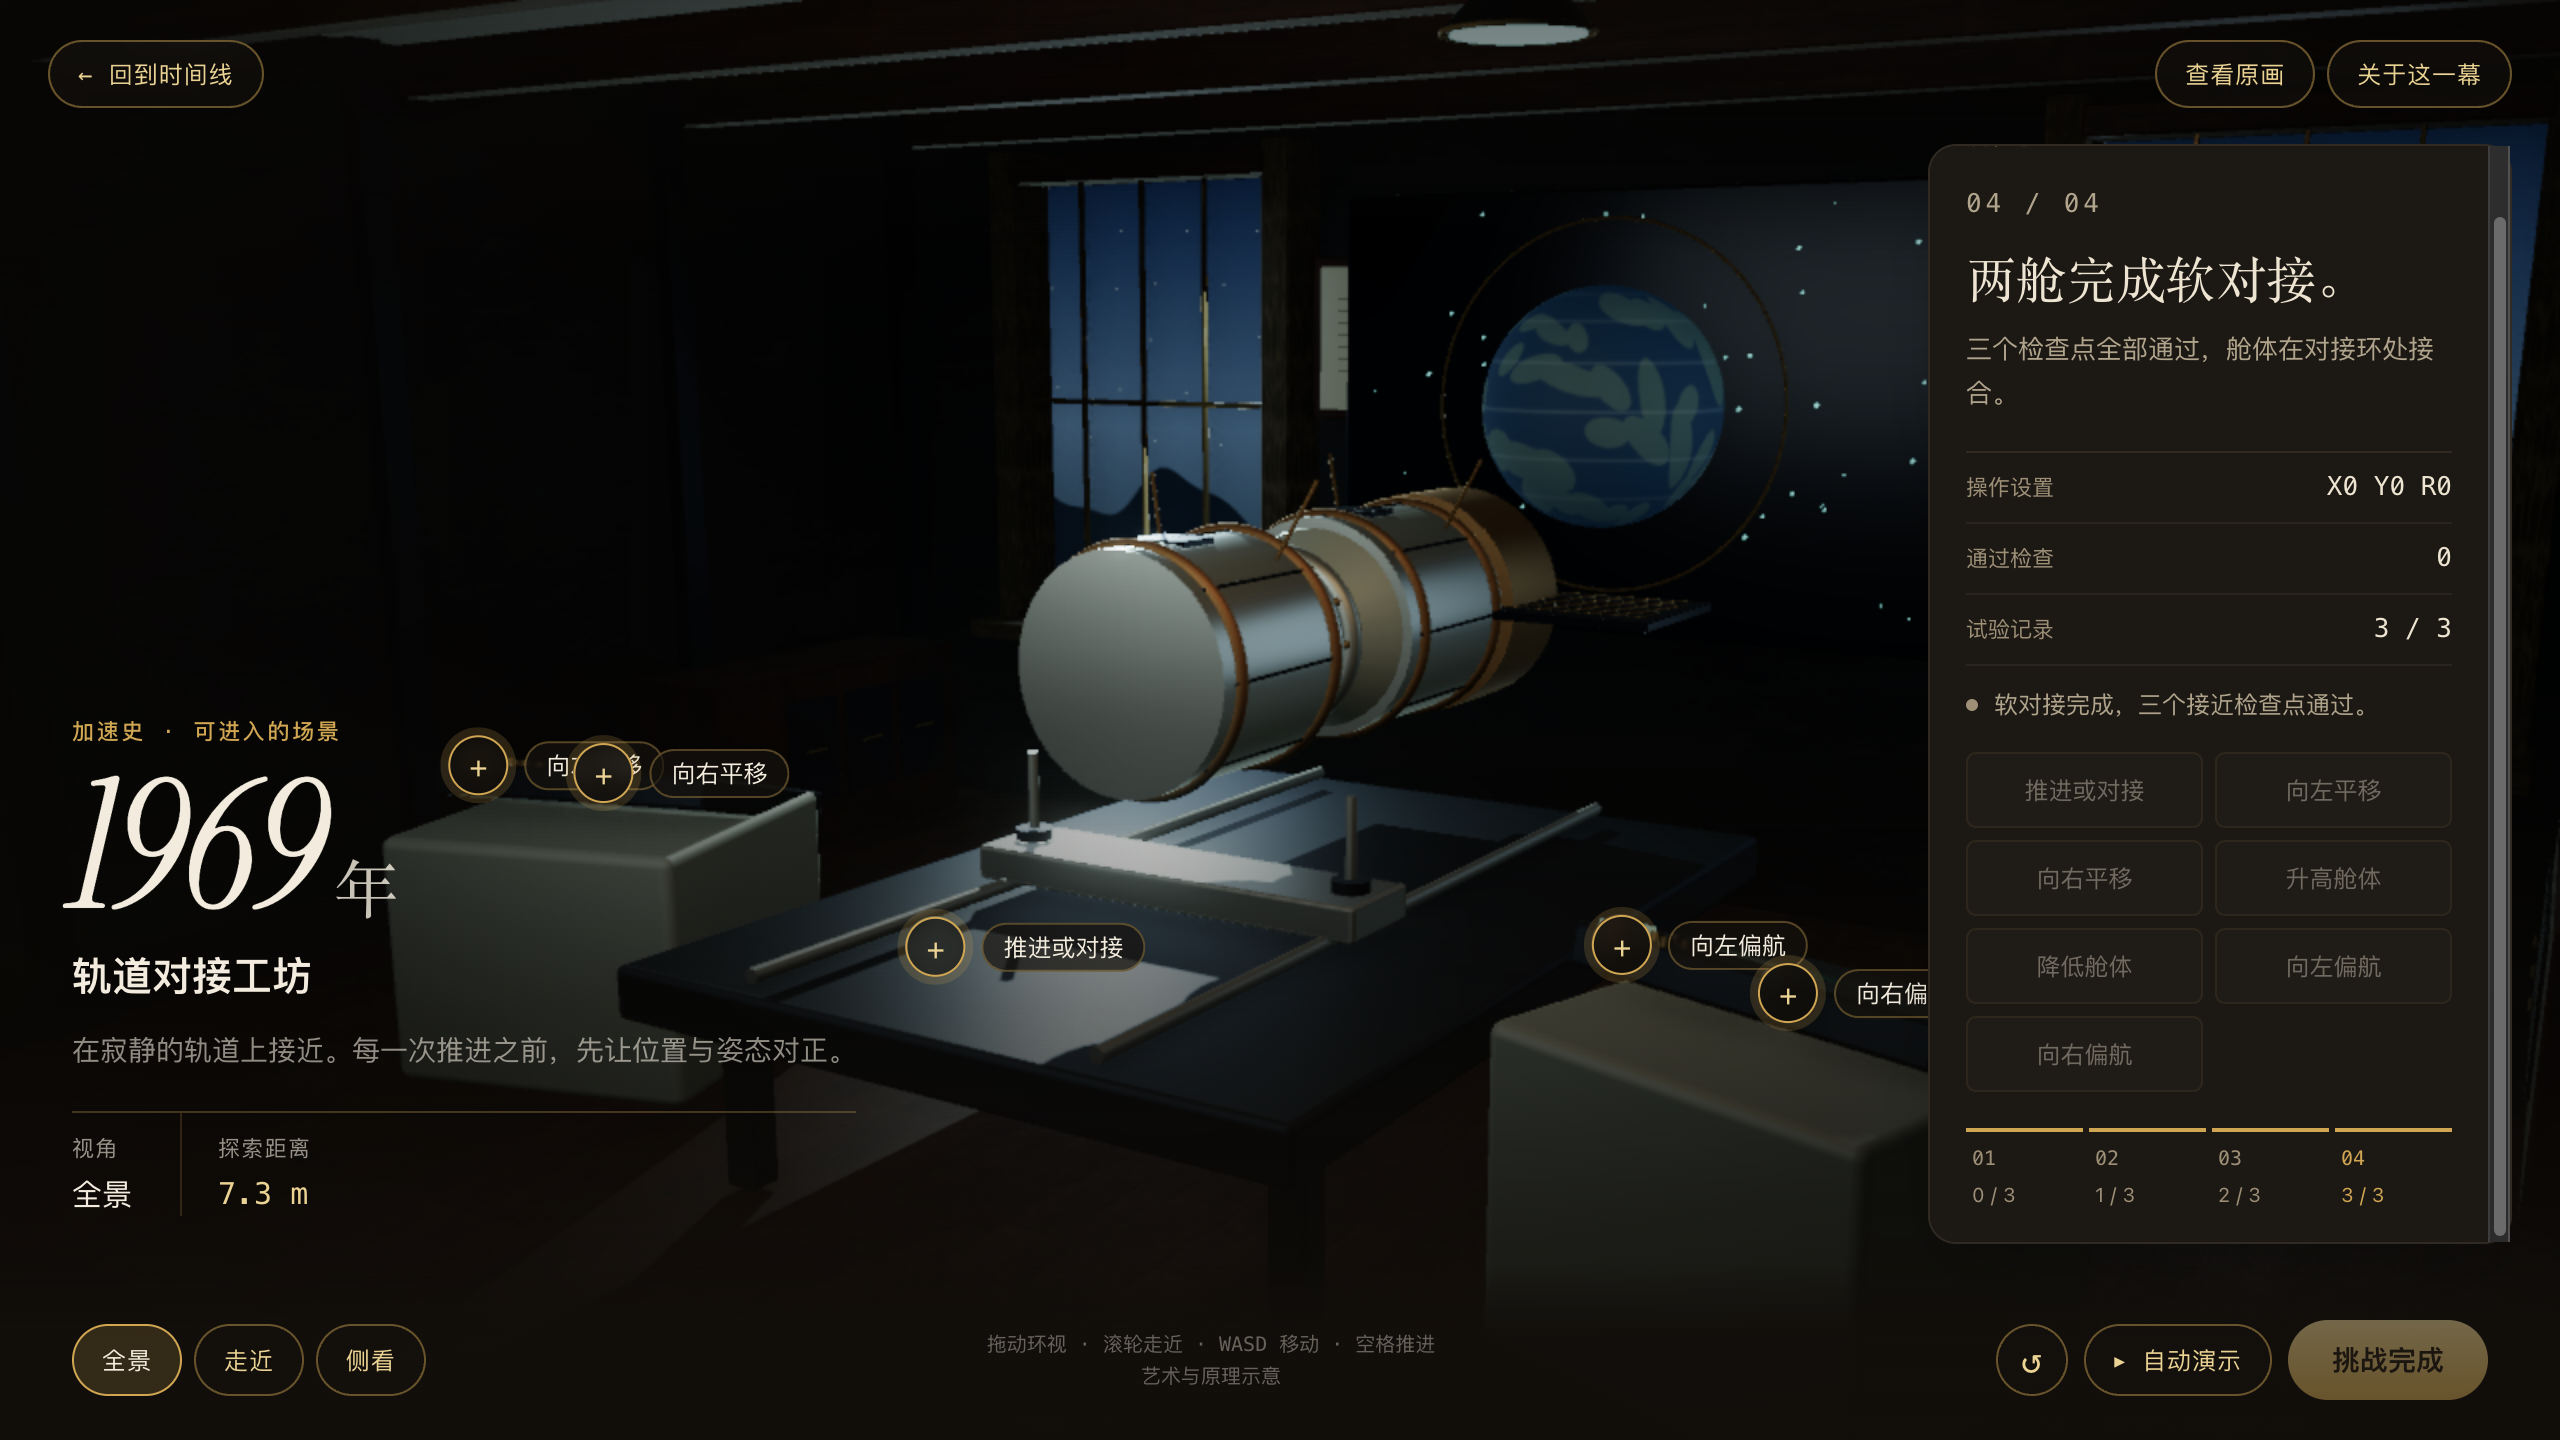 ← 回到时间线
查看原画
关于这一幕
04 / 04
两舱完成软对接。
三个检查点全部通过，舱体在对接环处接
合。
操作设置 X0 Y0 R0
通过检查 0
试验记录 3 / 3
软对接完成，三个接近检查点通过。
推进或对接 向左平移
向右平移 升高舱体
降低舱体 向左偏航
向右偏航
01 02 03 04
0 / 3 1 / 3 2 / 3 3 / 3
加速史 · 可进入的场景
1969年
轨道对接工坊
在寂静的轨道上接近。每一次推进之前，先让位置与姿态对正。
视角 探索距离
全景 7.3 m
+ 向 移
+ 向右平移
+ 推进或对接
+ 向左偏航
+ 向右偏
全景 走近 侧看
拖动环视 · 滚轮走近 · WASD 移动 · 空格推进
艺术与原理示意
↺
▶ 自动演示
挑战完成